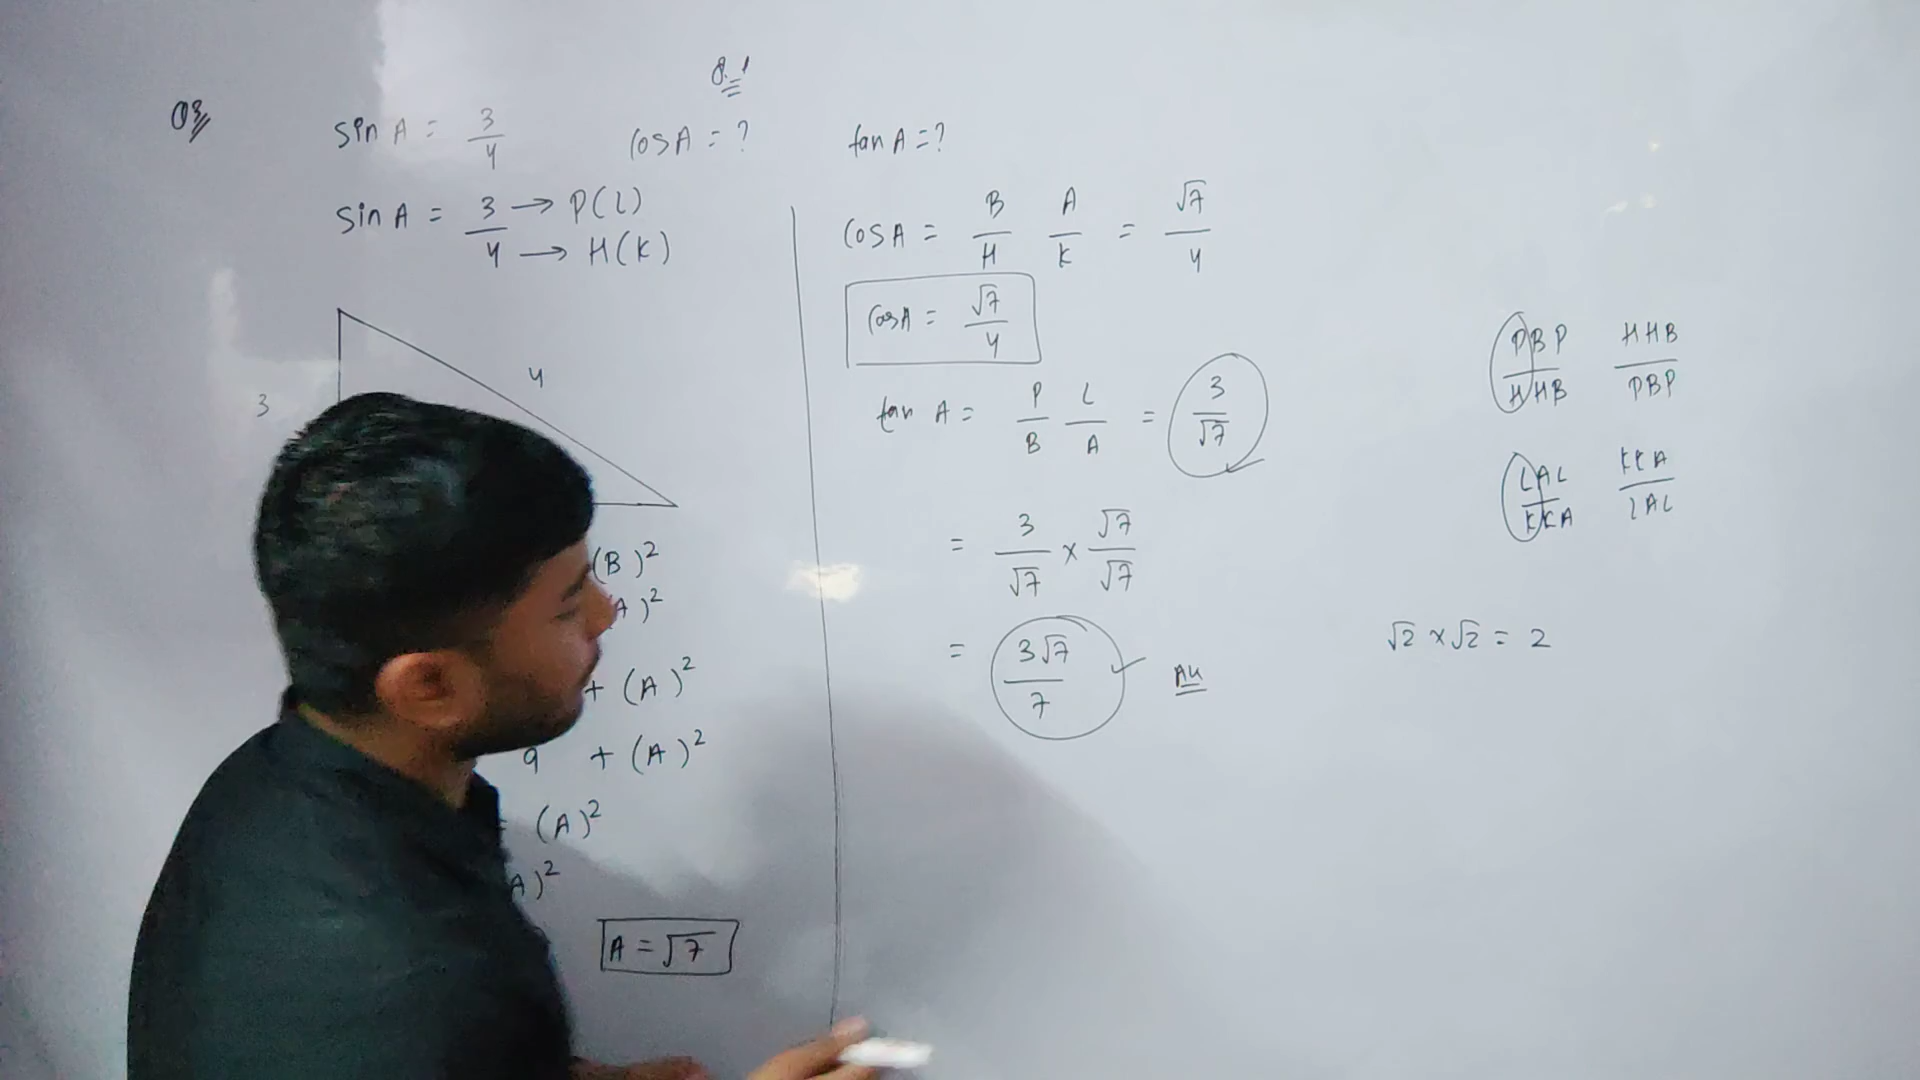 8.1
Q3
sin A = 3/4 cos A = ? tan A = ?
sin A = 3/4 → P(L) → H(K)
3
4
(B)²
A)²
+ (A)²
9 + (A)²
(A)²
A)²
A = √7
cos A = B/H A/K = √7/4
cos A = √7/4
tan A = P/B L/A = 3/√7
= 3/√7 × √7/√7
= 3√7/7 Ans
PBP/HHB HHB/PBP
LAL/KKA KKA/LAL
√2 × √2 = 2